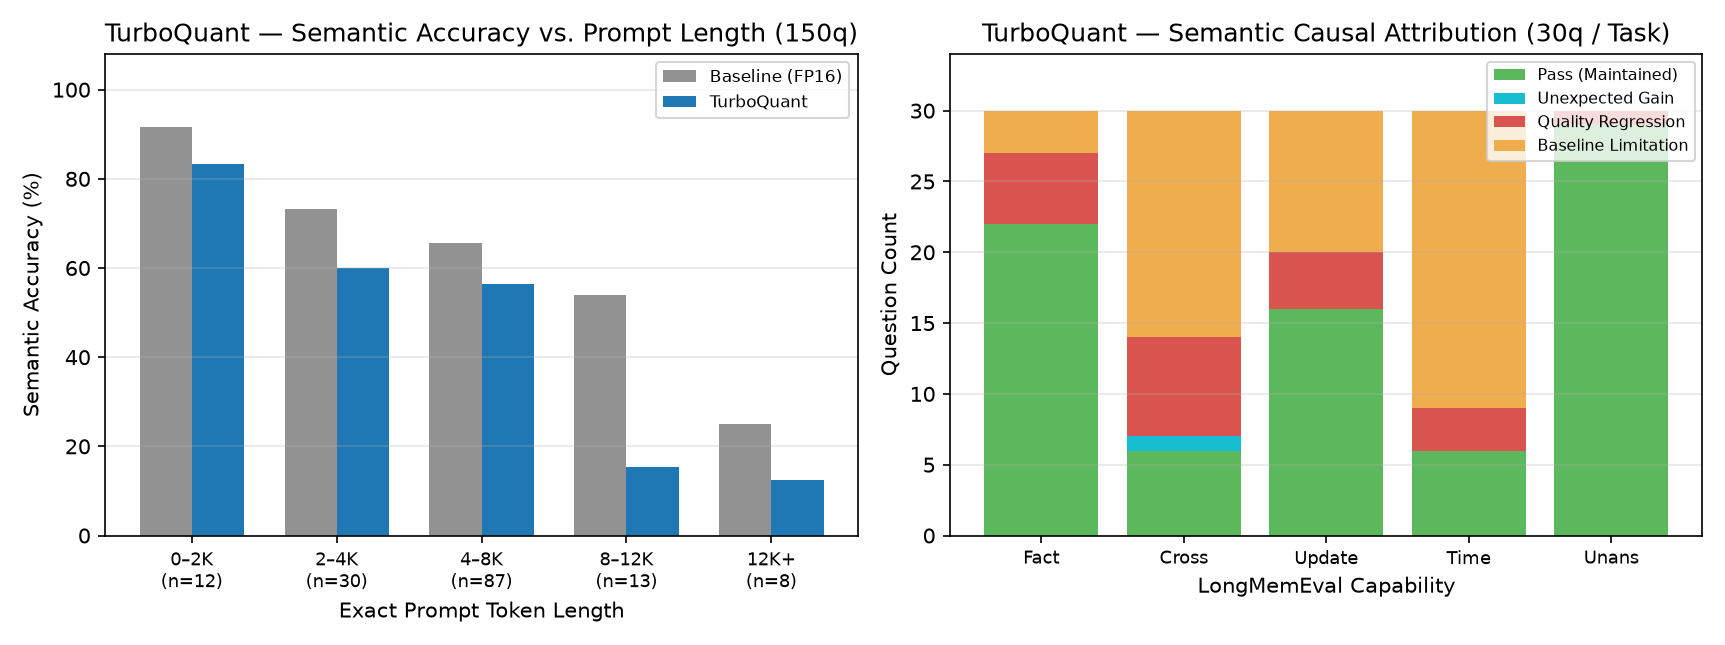 TurboQuant — Semantic Accuracy vs. Prompt Length (150q)
Baseline (FP16)
TurboQuant
Semantic Accuracy (%)
100
80
60
40
20
0
0–2K
(n=12)
2–4K
(n=30)
4–8K
(n=87)
8–12K
(n=13)
12K+
(n=8)
Exact Prompt Token Length
TurboQuant — Semantic Causal Attribution (30q / Task)
Pass (Maintained)
Unexpected Gain
Quality Regression
Baseline Limitation
Question Count
30
25
20
15
10
5
0
Fact
Cross
Update
Time
Unans
LongMemEval Capability